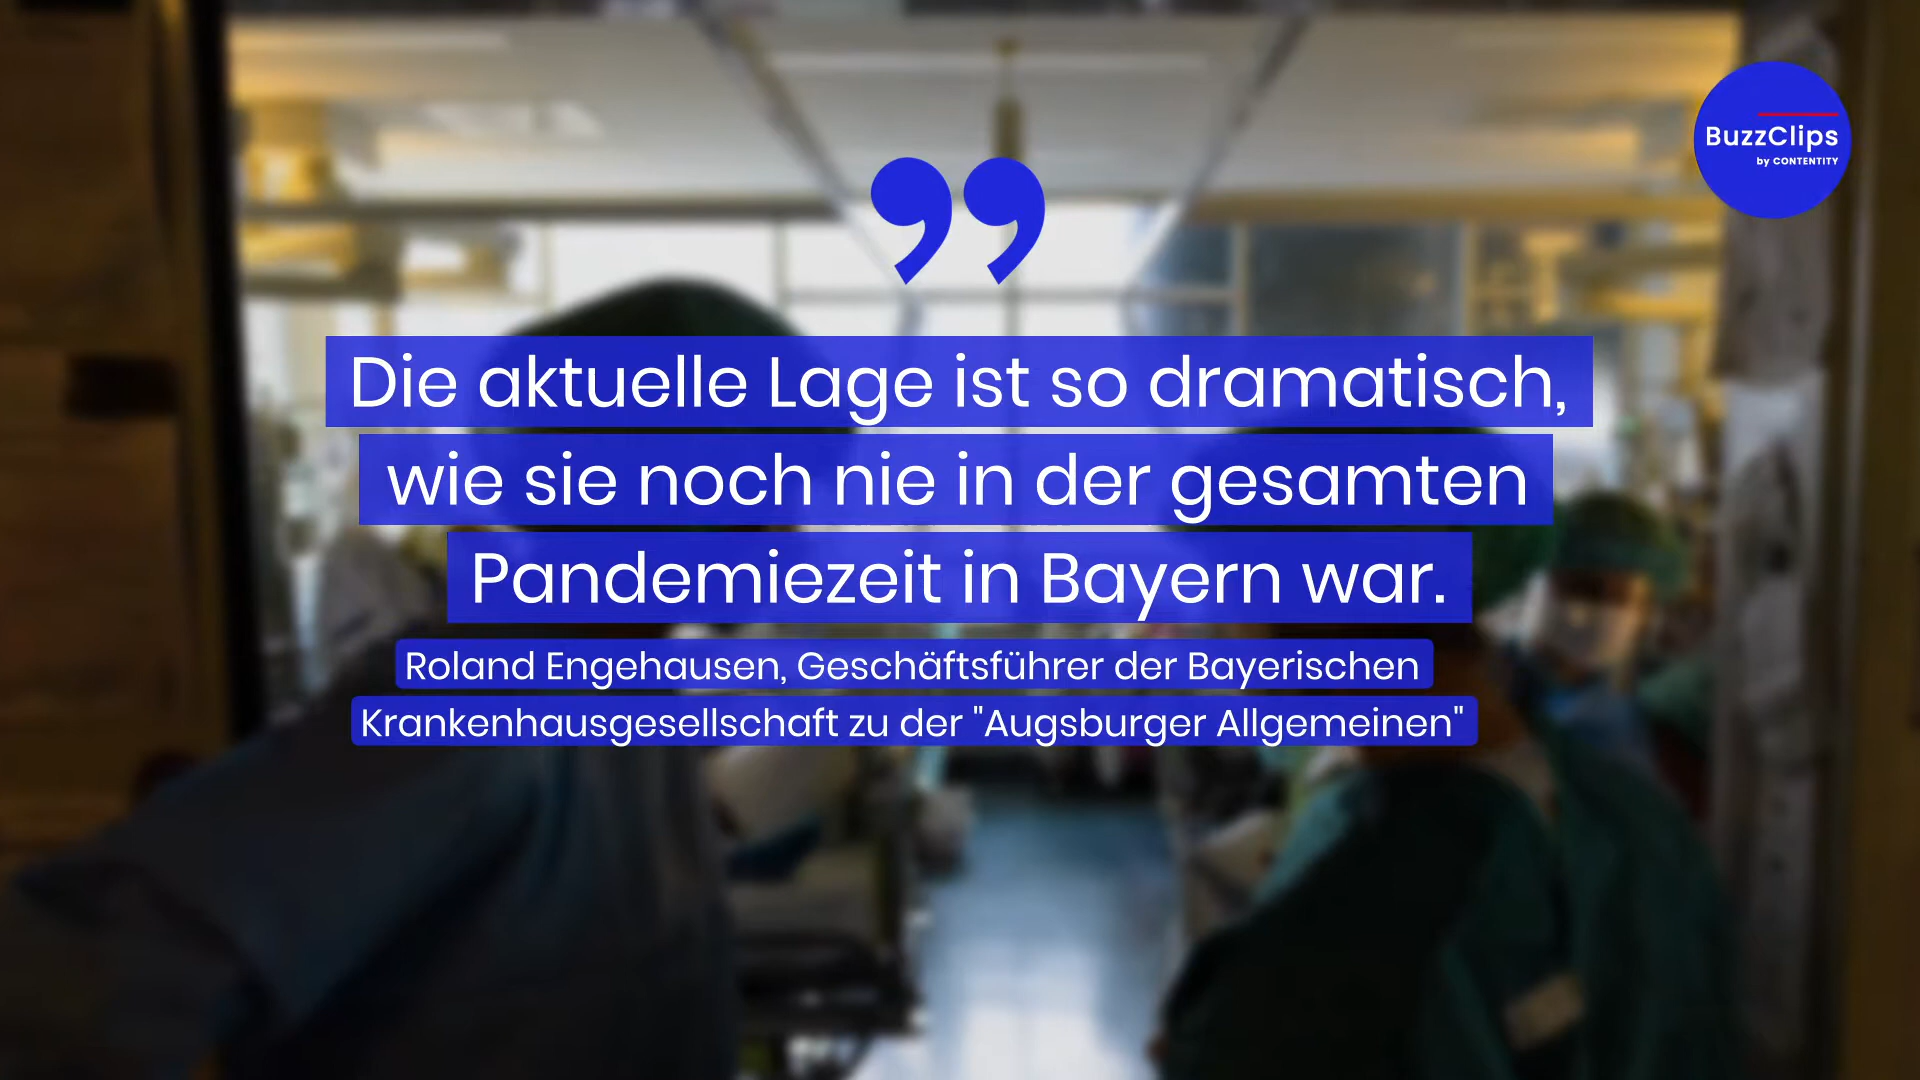 BuzzClips
by CONTENTITY
”
Die aktuelle Lage ist so dramatisch,
wie sie noch nie in der gesamten
Pandemiezeit in Bayern war.
Roland Engehausen, Geschäftsführer der Bayerischen
Krankenhausgesellschaft zu der "Augsburger Allgemeinen"